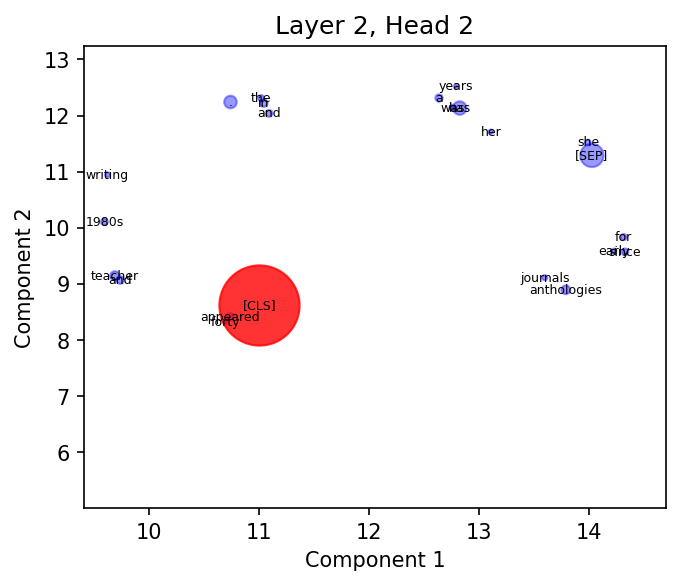 Layer 2, Head 2
Component 2
13
12
11
10
9
8
7
6
years
the
a
in
was
has
.
and
her
she
[SEP]
writing
1980s
for
early
since
teacher
and
journals
anthologies
[CLS]
appeared
forty
10
11
12
13
14
Component 1